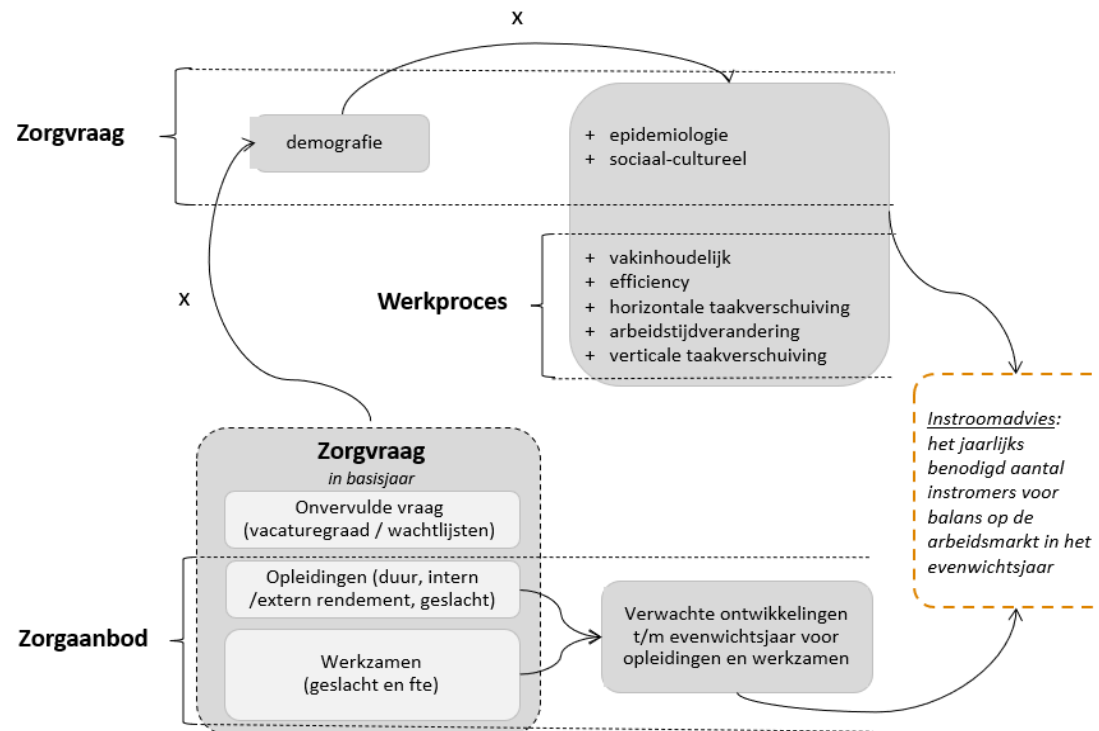 x
Zorgvraag
demografie
+ epidemiologie
+ sociaal-cultureel
x
Werkproces
+ vakinhoudelijk
+ efficiency
+ horizontale taakverschuiving
+ arbeidstijdverandering
+ verticale taakverschuiving
Instroomadvies:
het jaarlijks
benodigd aantal
instromers voor
balans op de
arbeidsmarkt in het
evenwichtsjaar
Zorgvraag
in basisjaar
Onvervulde vraag
(vacaturegraad / wachtlijsten)
Zorgaanbod
Opleidingen (duur, intern
/extern rendement, geslacht)
Werkzamen
(geslacht en fte)
Verwachte ontwikkelingen
t/m evenwichtsjaar voor
opleidingen en werkzamen